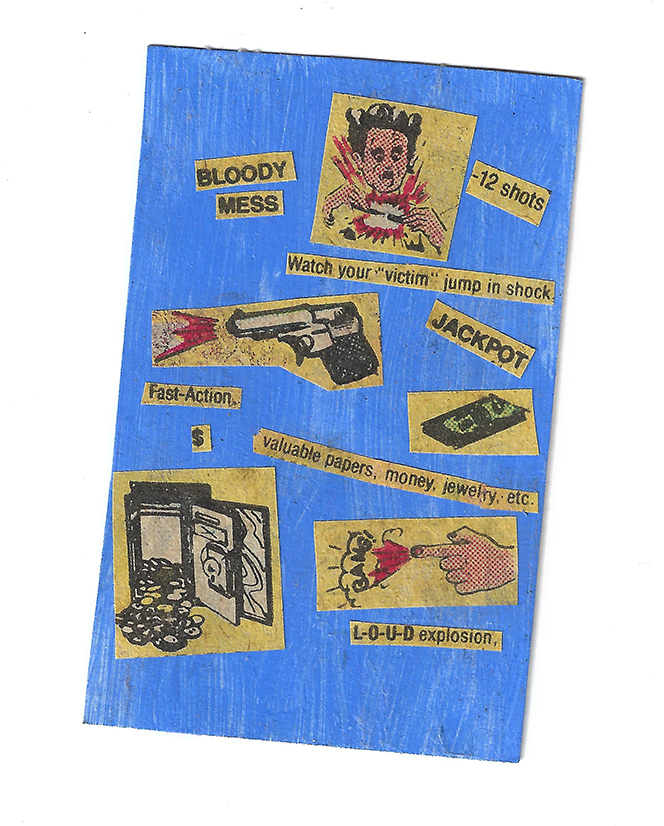 BLOODY
MESS
-12 shots
Watch your "victim" jump in shock.
JACKPOT
Fast-Action.
$
valuable papers, money, jewelry, etc.
BANG
L-O-U-D explosion,